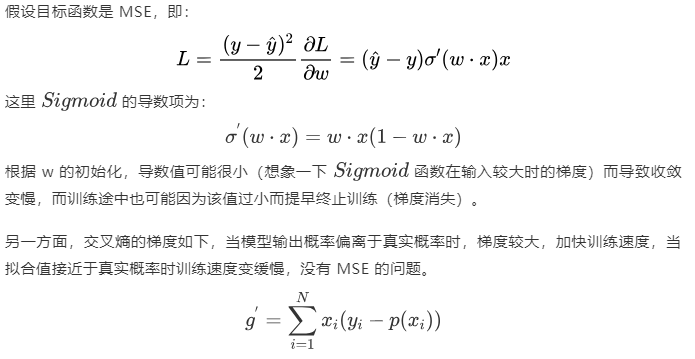 假设目标函数是 MSE，即：
L = \frac{(y - \hat{y})^2}{2} \frac{\partial L}{\partial w} = (\hat{y} - y)\sigma'(w \cdot x)x
这里 Sigmoid 的导数项为：
\sigma^{'}(w \cdot x) = w \cdot x(1 - w \cdot x)
根据 w 的初始化，导数值可能很小（想象一下 Sigmoid 函数在输入较大时的梯度）而导致收敛
变慢，而训练途中也可能因为该值过小而提早终止训练（梯度消失）。
另一方面，交叉熵的梯度如下，当模型输出概率偏离于真实概率时，梯度较大，加快训练速度，当
拟合值接近于真实概率时训练速度变缓慢，没有 MSE 的问题。
g^{'} = \sum_{i=1}^{N} x_i(y_i - p(x_i))